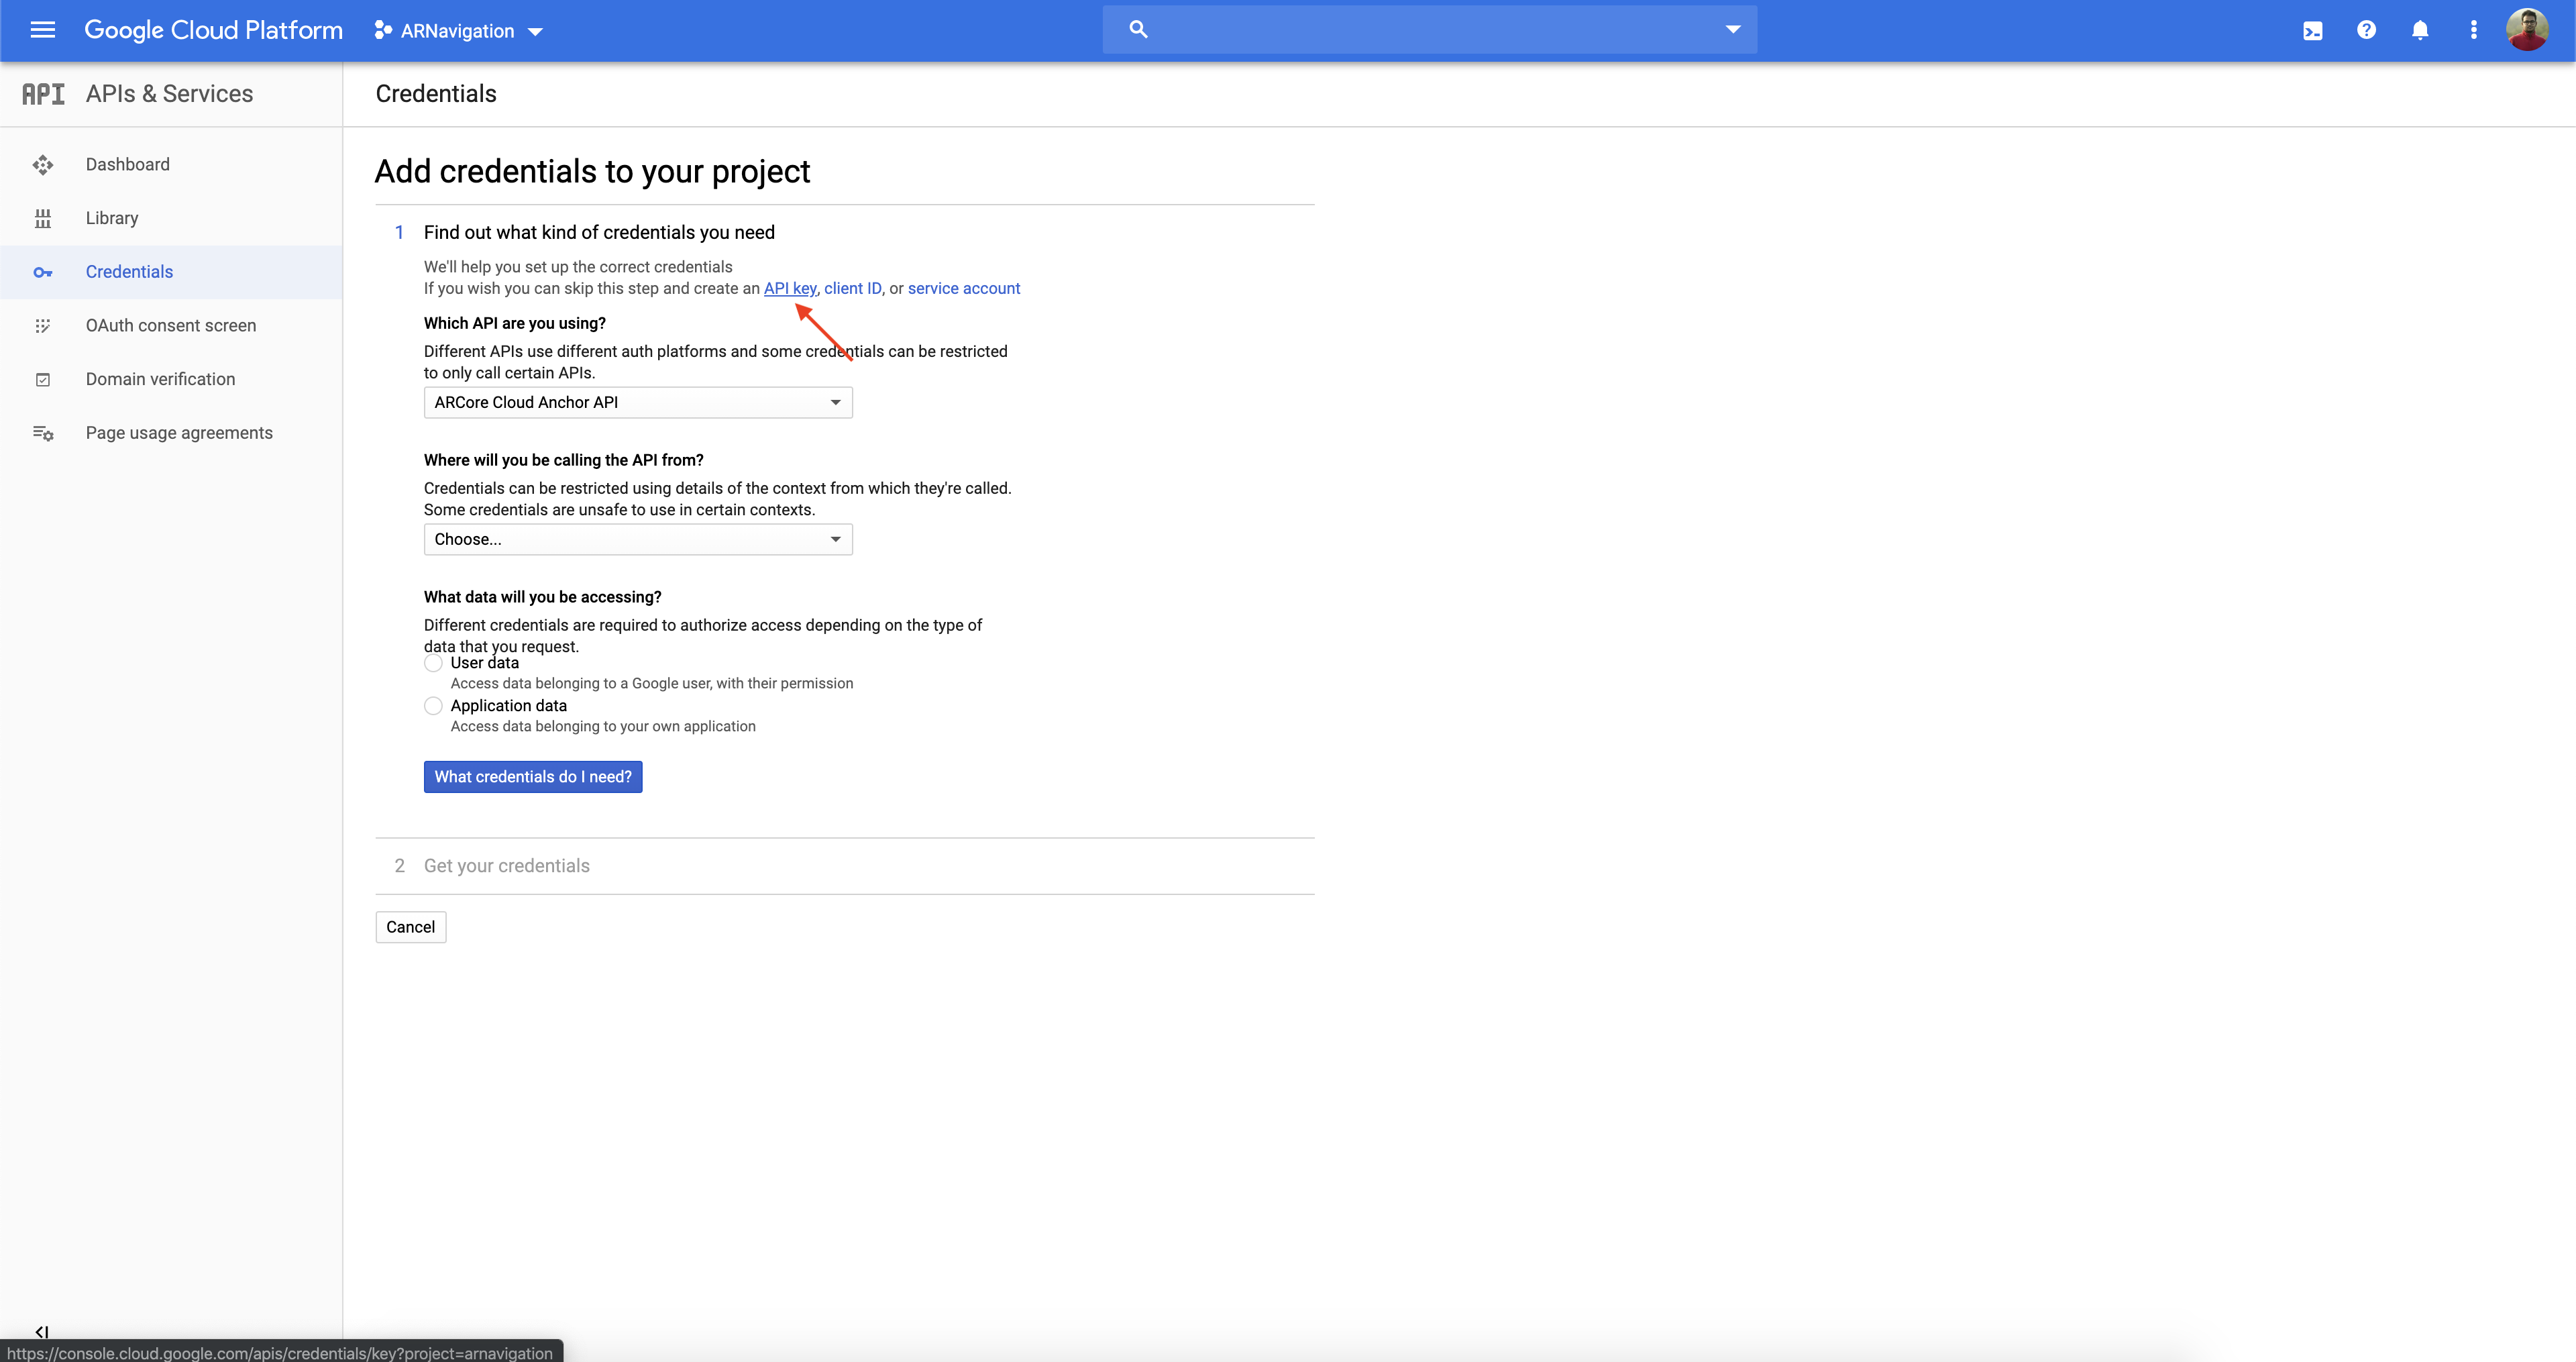 Google Cloud Platform
ARNavigation
API APIs & Services
Credentials
Dashboard
Library
Credentials
OAuth consent screen
Domain verification
Page usage agreements
Add credentials to your project
1 Find out what kind of credentials you need
We'll help you set up the correct credentials
If you wish you can skip this step and create an API key, client ID, or service account
Which API are you using?
Different APIs use different auth platforms and some credentials can be restricted
to only call certain APIs.
ARCore Cloud Anchor API
Where will you be calling the API from?
Credentials can be restricted using details of the context from which they're called.
Some credentials are unsafe to use in certain contexts.
Choose...
What data will you be accessing?
Different credentials are required to authorize access depending on the type of
data that you request.
User data
Access data belonging to a Google user, with their permission
Application data
Access data belonging to your own application
What credentials do I need?
2 Get your credentials
Cancel
https://console.cloud.google.com/apis/credentials/key?project=arnavigation